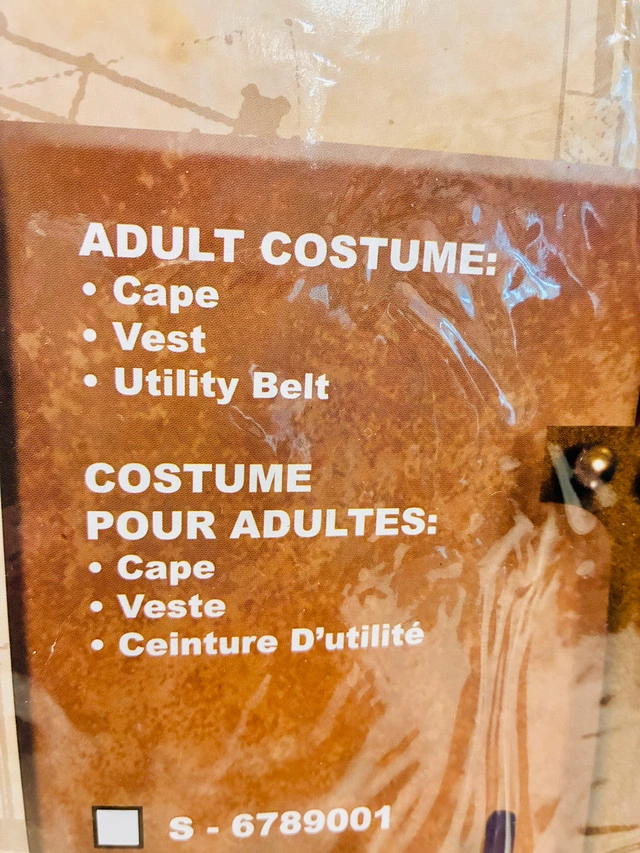 ADULT COSTUME:
• Cape
• Vest
• Utility Belt
COSTUME
POUR ADULTES:
• Cape
• Veste
• Ceinture D'utilité
S - 6789001